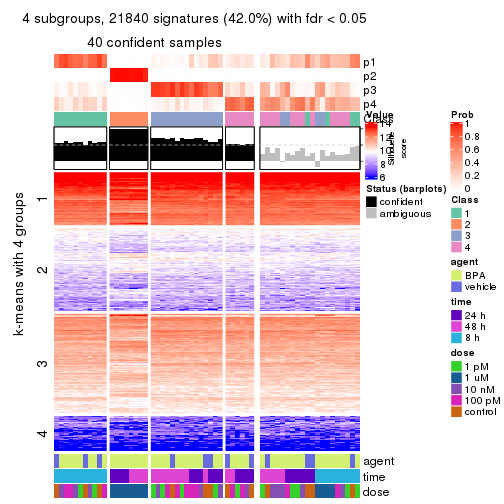 4 subgroups, 21840 signatures (42.0%) with fdr < 0.05
40 confident samples
p1
p2
p3
p4
Class
Silhouette
score
k-means with 4 groups
1
2
3
4
agent
time
dose
Value
14
12
10
8
6
Status (barplots)
confident
ambiguous
Prob
1
0.8
0.6
0.4
0.2
0
Class
1
2
3
4
agent
BPA
vehicle
time
24 h
48 h
8 h
dose
1 pM
1 uM
10 nM
100 pM
control